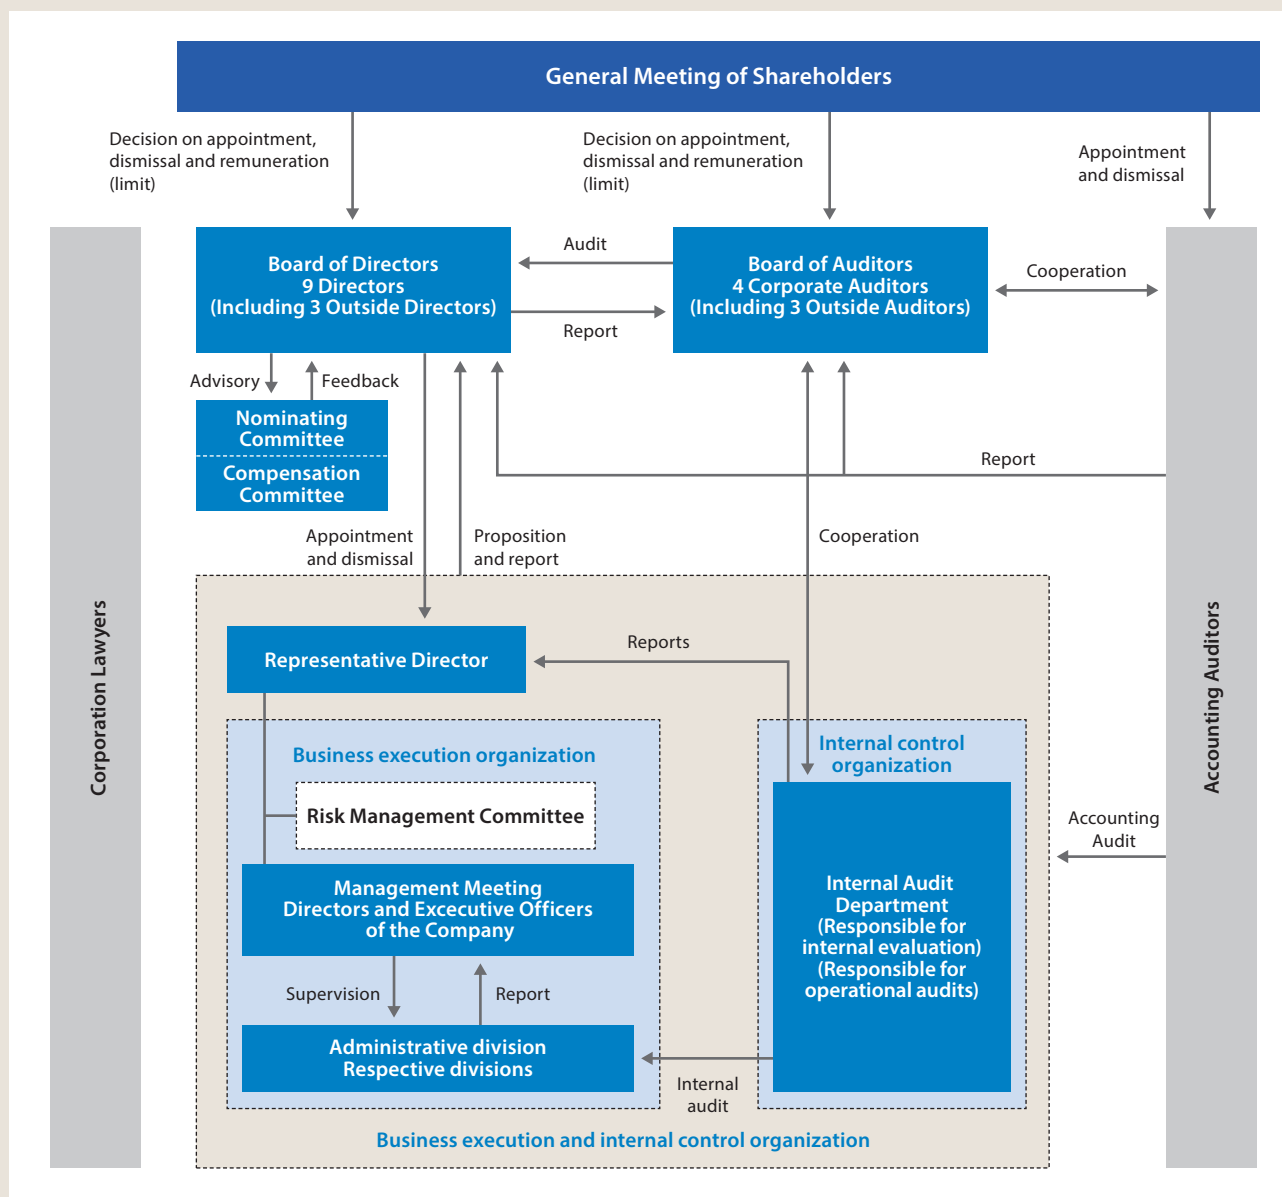 General Meeting of Shareholders
Decision on appointment,
dismissal and remuneration
(limit)
Decision on appointment,
dismissal and remuneration
(limit)
Appointment
and dismissal
Corporation Lawyers
Board of Directors
9 Directors
(Including 3 Outside Directors)
Audit
Report
Board of Auditors
4 Corporate Auditors
(Including 3 Outside Auditors)
Cooperation
Accounting Auditors
Advisory
Feedback
Nominating
Committee
Compensation
Committee
Report
Appointment
and dismissal
Proposition
and report
Cooperation
Representative Director
Reports
Business execution organization
Risk Management Committee
Management Meeting
Directors and Excecutive Officers
of the Company
Supervision
Report
Administrative division
Respective divisions
Internal control
organization
Internal Audit
Department
(Responsible for
internal evaluation)
(Responsible for
operational audits)
Accounting
Audit
Internal
audit
Business execution and internal control organization